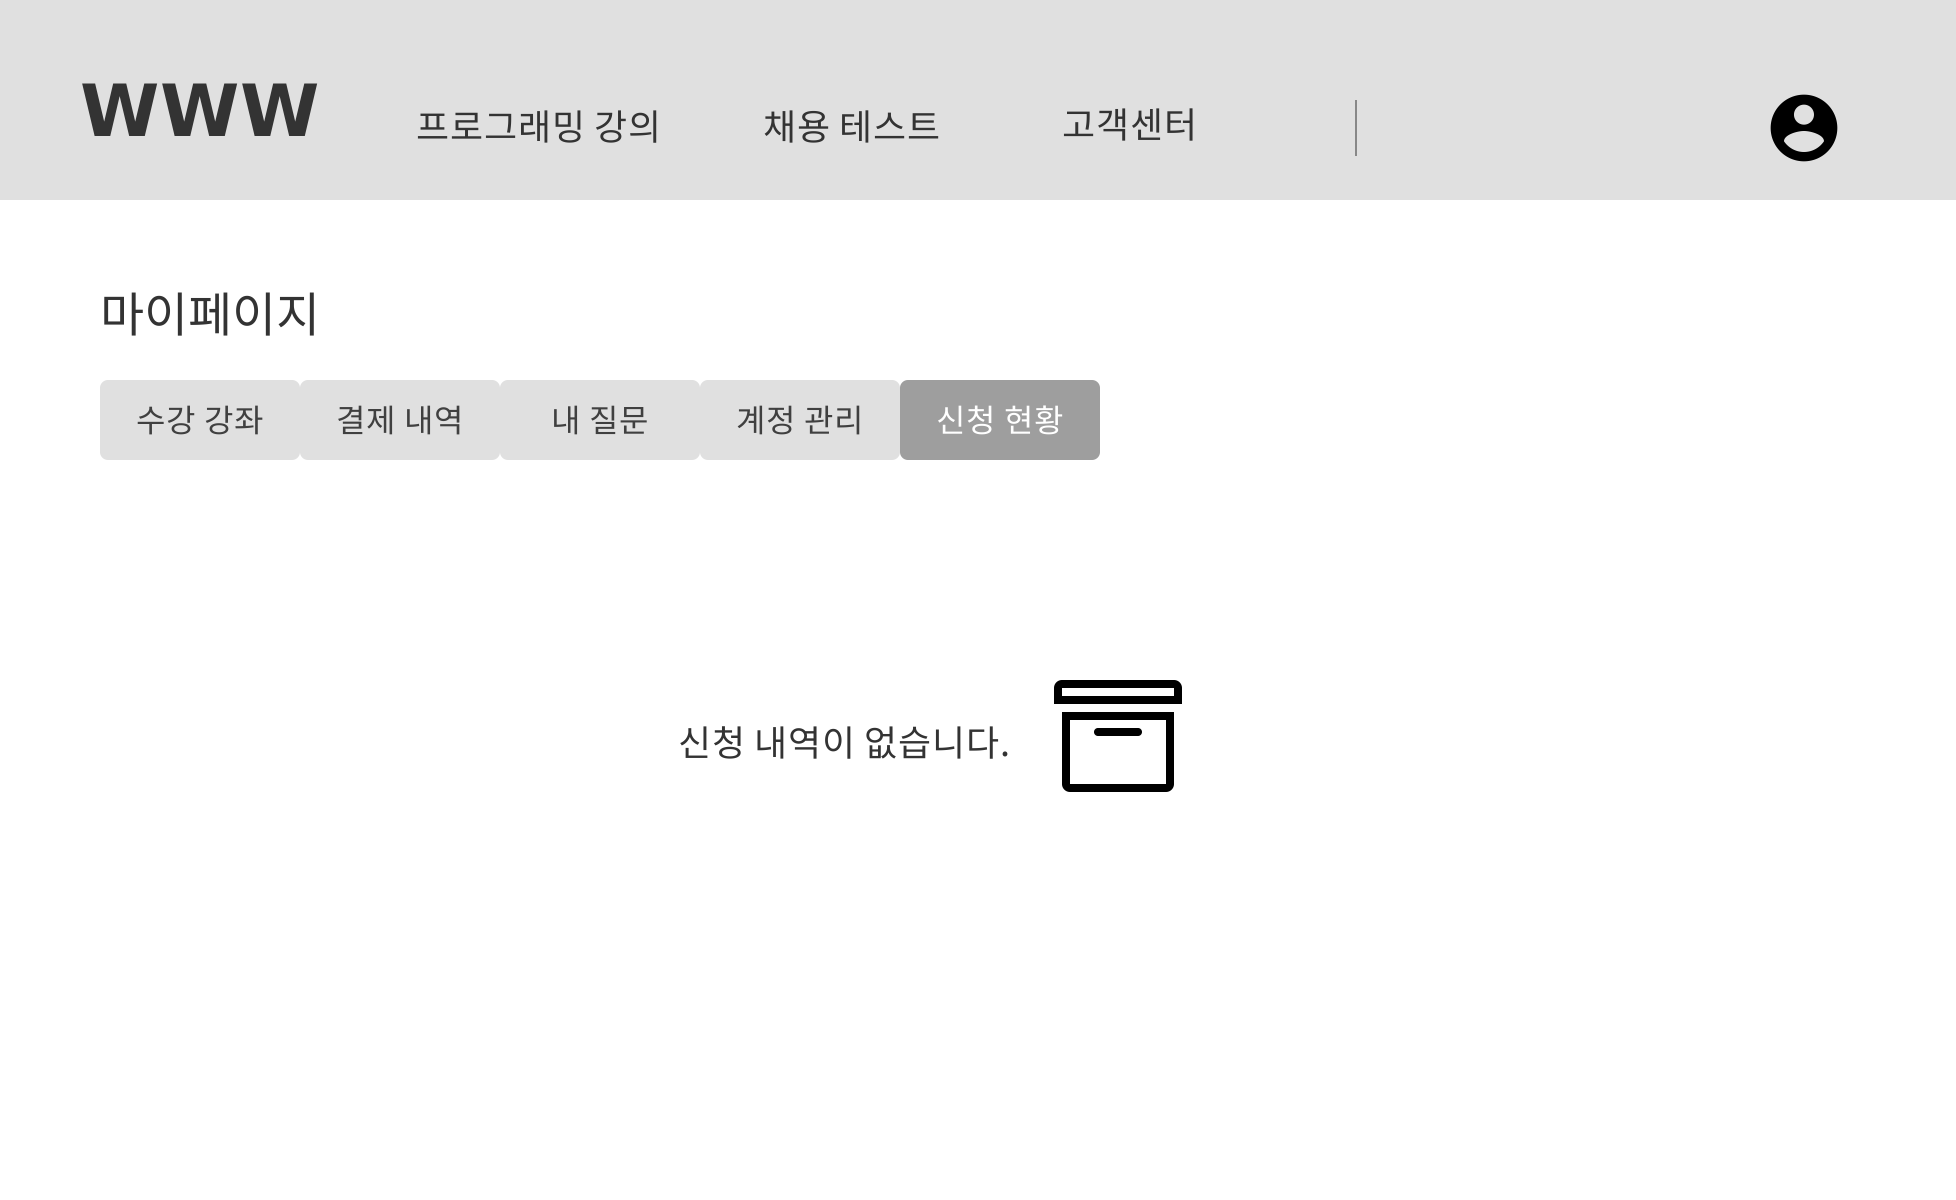 www 프로그래밍 강의 채용 테스트 고객센터
마이페이지
수강 강좌 결제 내역 내 질문 계정 관리 신청 현황
신청 내역이 없습니다.